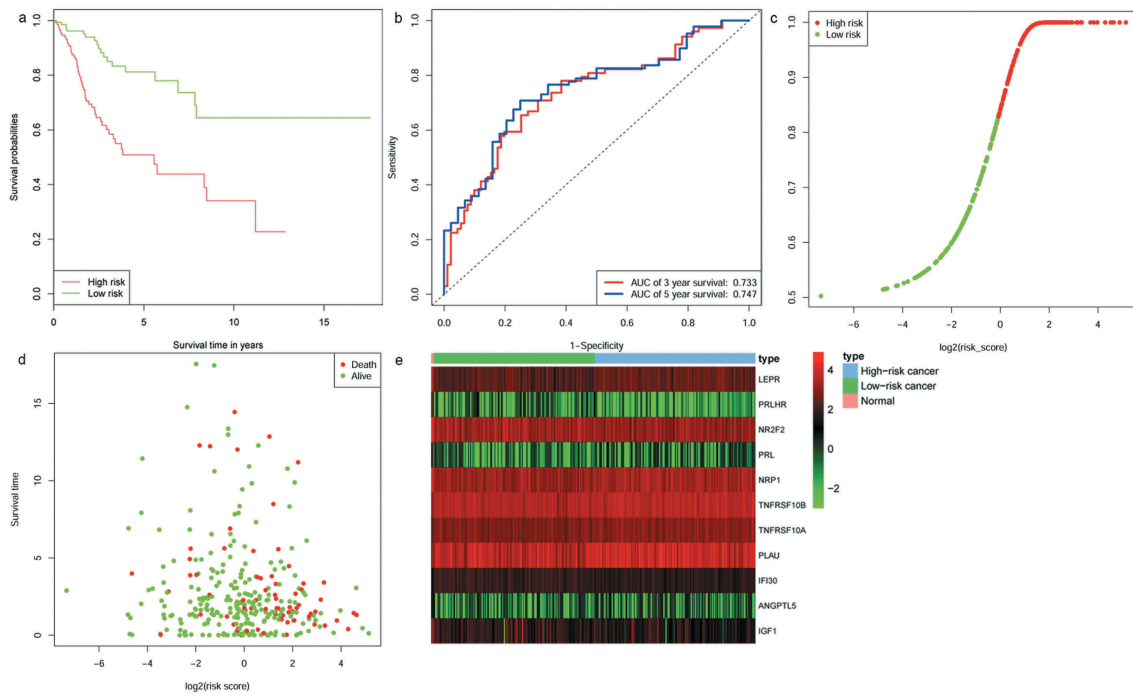 a
Survival probabilities
1.0
0.8
0.6
0.4
0.2
0.0
High risk
Low risk
0
5
10
15
Survival time in years
b
Sensitivity
1.0
0.8
0.6
0.4
0.2
0.0
AUC of 3 year survival: 0.733
AUC of 5 year survival: 0.747
0.0
0.2
0.4
0.6
0.8
1.0
1-Specificity
c
High risk
Low risk
1.0
0.9
0.8
0.7
0.6
0.5
-6
-4
-2
0
2
4
log2(risk_score)
d
Death
Alive
Survival time
15
10
5
0
-6
-4
-2
0
2
4
log2(risk score)
e
type
LEPR
PRLHR
NR2F2
PRL
NRP1
TNFRSF10B
TNFRSF10A
PLAU
IFI30
ANGPTL5
IGF1
4
2
0
-2
type
High-risk cancer
Low-risk cancer
Normal